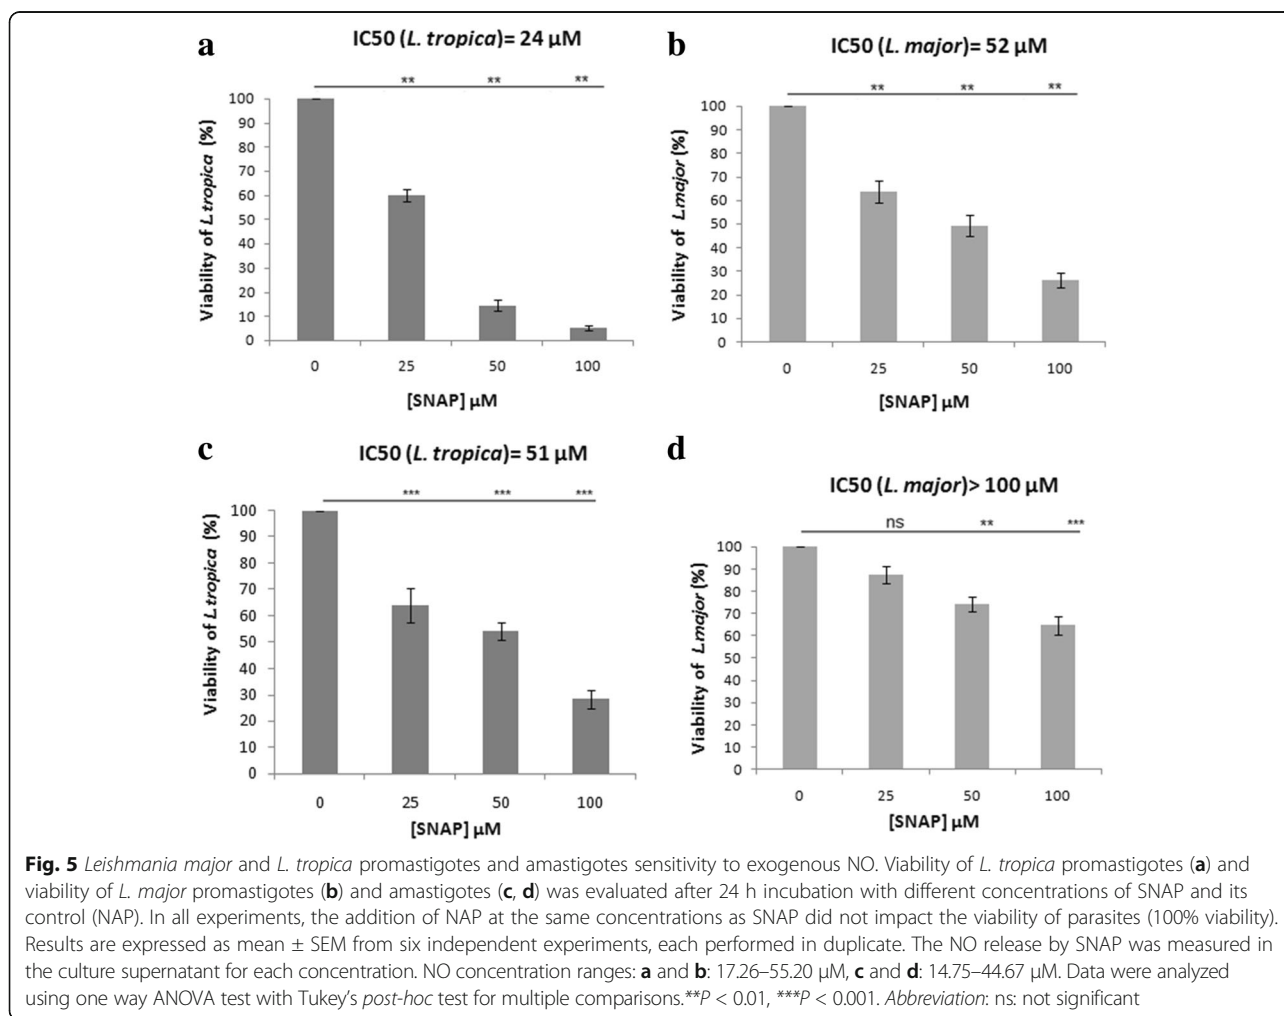 a
IC50 (L. tropica)= 24 µM
** ** **
Viability of L tropica (%)
100
90
80
70
60
50
40
30
20
10
0
0 25 50 100
[SNAP] µM
b
IC50 (L. major)= 52 µM
** ** **
Viability of L major (%)
100
90
80
70
60
50
40
30
20
10
0
0 25 50 100
[SNAP] µM
c
IC50 (L. tropica)= 51 µM
*** *** ***
Viability of L tropica (%)
100
90
80
70
60
50
40
30
20
10
0
0 25 50 100
[SNAP] µM
d
IC50 (L. major)> 100 µM
ns ** ***
Viability of L major (%)
100
90
80
70
60
50
40
30
20
10
0
0 25 50 100
[SNAP] µM
Fig. 5 Leishmania major and L. tropica promastigotes and amastigotes sensitivity to exogenous NO. Viability of L. tropica promastigotes (a) and
viability of L. major promastigotes (b) and amastigotes (c, d) was evaluated after 24 h incubation with different concentrations of SNAP and its
control (NAP). In all experiments, the addition of NAP at the same concentrations as SNAP did not impact the viability of parasites (100% viability).
Results are expressed as mean ± SEM from six independent experiments, each performed in duplicate. The NO release by SNAP was measured in
the culture supernatant for each concentration. NO concentration ranges: a and b: 17.26–55.20 µM, c and d: 14.75–44.67 µM. Data were analyzed
using one way ANOVA test with Tukey's post-hoc test for multiple comparisons.**P < 0.01, ***P < 0.001. Abbreviation: ns: not significant